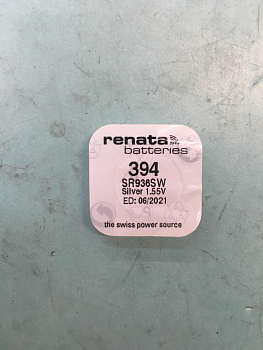 renata
batteries
394
SR936SW
Silver 1.55V
ED: 06/2021
the swiss power source